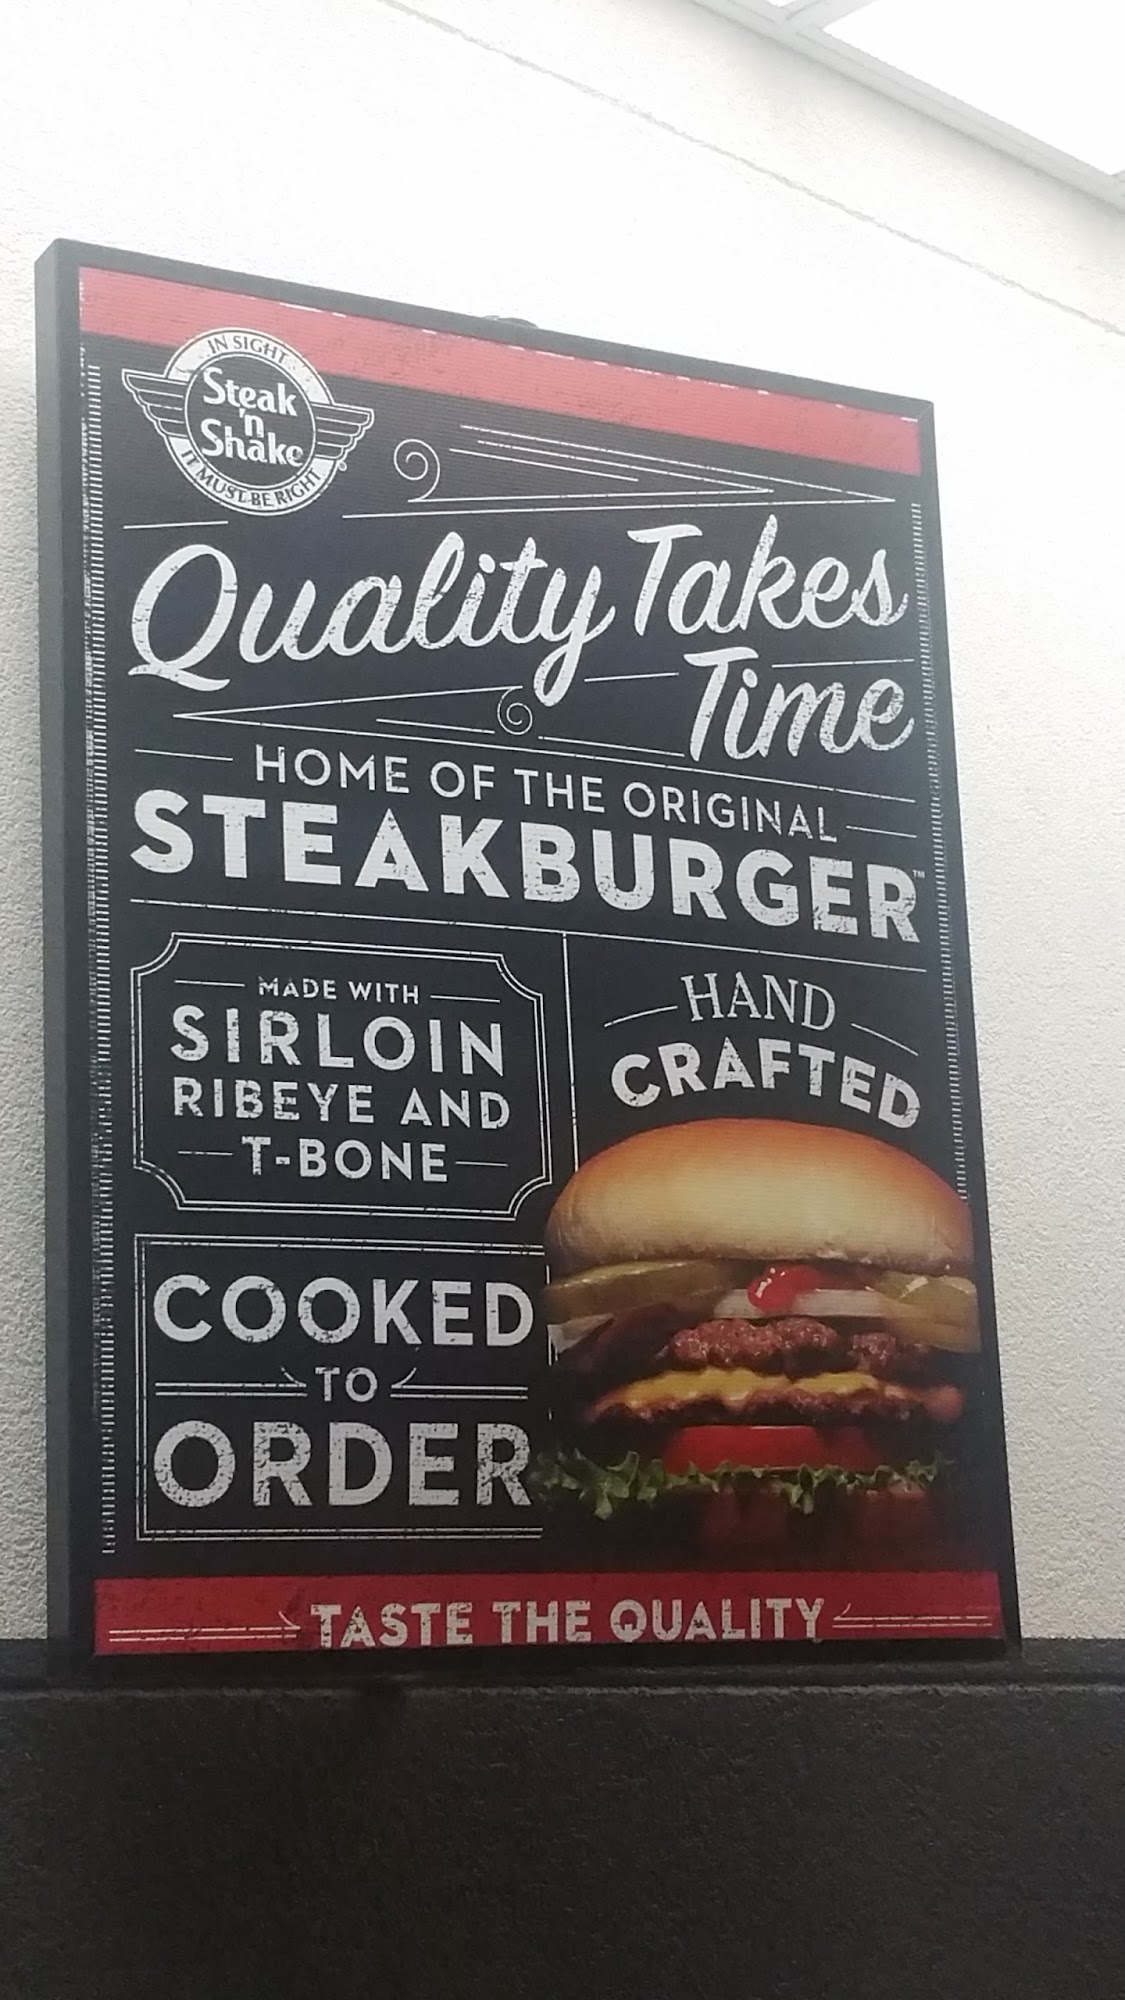 IN SIGHT
Steak
'n
Shake
IT MUST BE RIGHT
Quality Takes
Time
HOME OF THE ORIGINAL
STEAKBURGER™
MADE WITH
SIRLOIN
RIBEYE AND
T-BONE
HAND
CRAFTED
COOKED
TO
ORDER
TASTE THE QUALITY